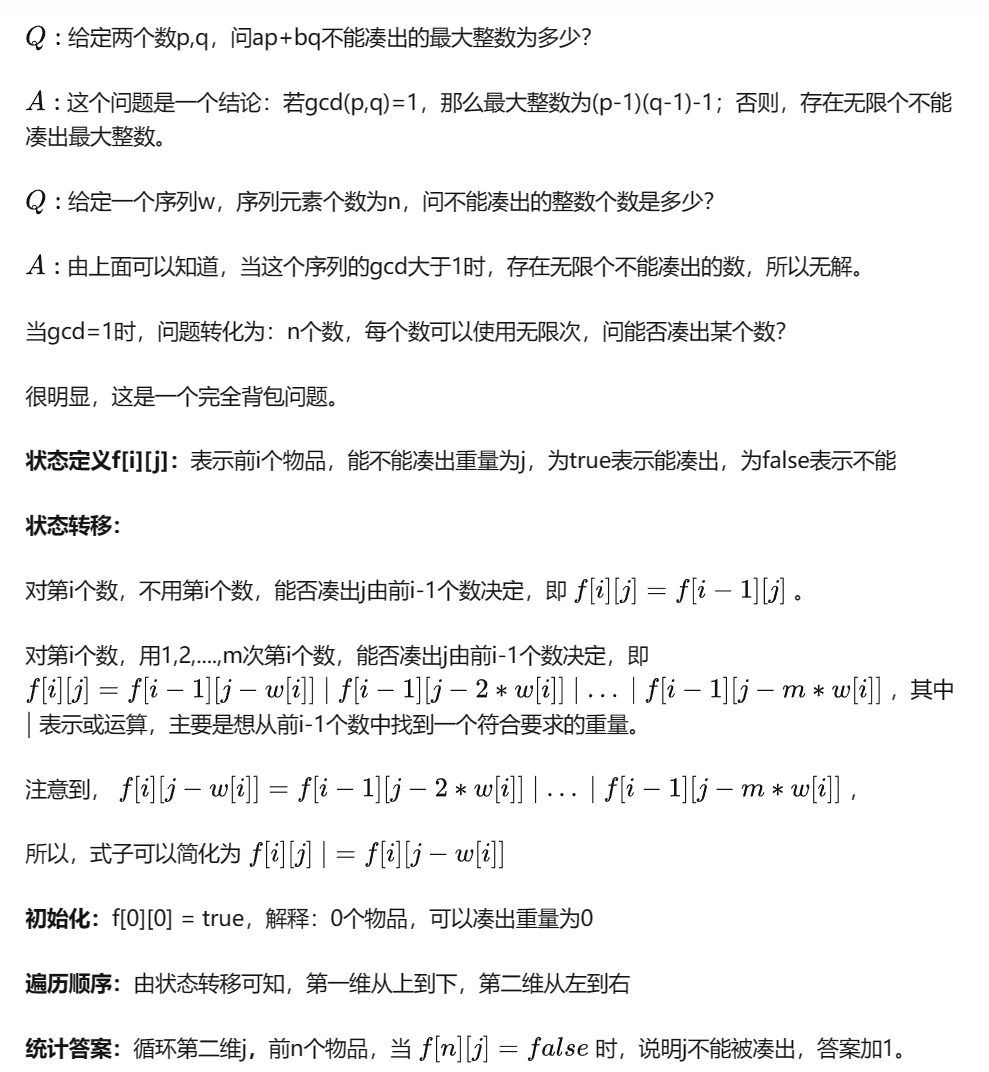 Q：给定两个数p,q，问ap+bq不能凑出的最大整数为多少？
A：这个问题是一个结论：若gcd(p,q)=1，那么最大整数为(p-1)(q-1)-1；否则，存在无限个不能
凑出最大整数。
Q：给定一个序列w，序列元素个数为n，问不能凑出的整数个数是多少？
A：由上面可以知道，当这个序列的gcd大于1时，存在无限个不能凑出的数，所以无解。
当gcd=1时，问题转化为：n个数，每个数可以使用无限次，问能否凑出某个数？
很明显，这是一个完全背包问题。
状态定义f[i][j]：表示前i个物品，能不能凑出重量为j，为true表示能凑出，为false表示不能
状态转移：
对第i个数，不用第i个数，能否凑出j由前i-1个数决定，即 f[i][j] = f[i − 1][j] 。
对第i个数，用1,2,....,m次第i个数，能否凑出j由前i-1个数决定，即
f[i][j] = f[i − 1][j − w[i]] | f[i − 1][j − 2 * w[i]] | ... | f[i − 1][j − m * w[i]] ，其中
| 表示或运算，主要是想从前i-1个数中找到一个符合要求的重量。
注意到， f[i][j − w[i]] = f[i − 1][j − 2 * w[i]] | ... | f[i − 1][j − m * w[i]] ，
所以，式子可以简化为 f[i][j] | = f[i][j − w[i]]
初始化：f[0][0] = true，解释：0个物品，可以凑出重量为0
遍历顺序：由状态转移可知，第一维从上到下，第二维从左到右
统计答案：循环第二维j，前n个物品，当 f[n][j] = false 时，说明j不能被凑出，答案加1。